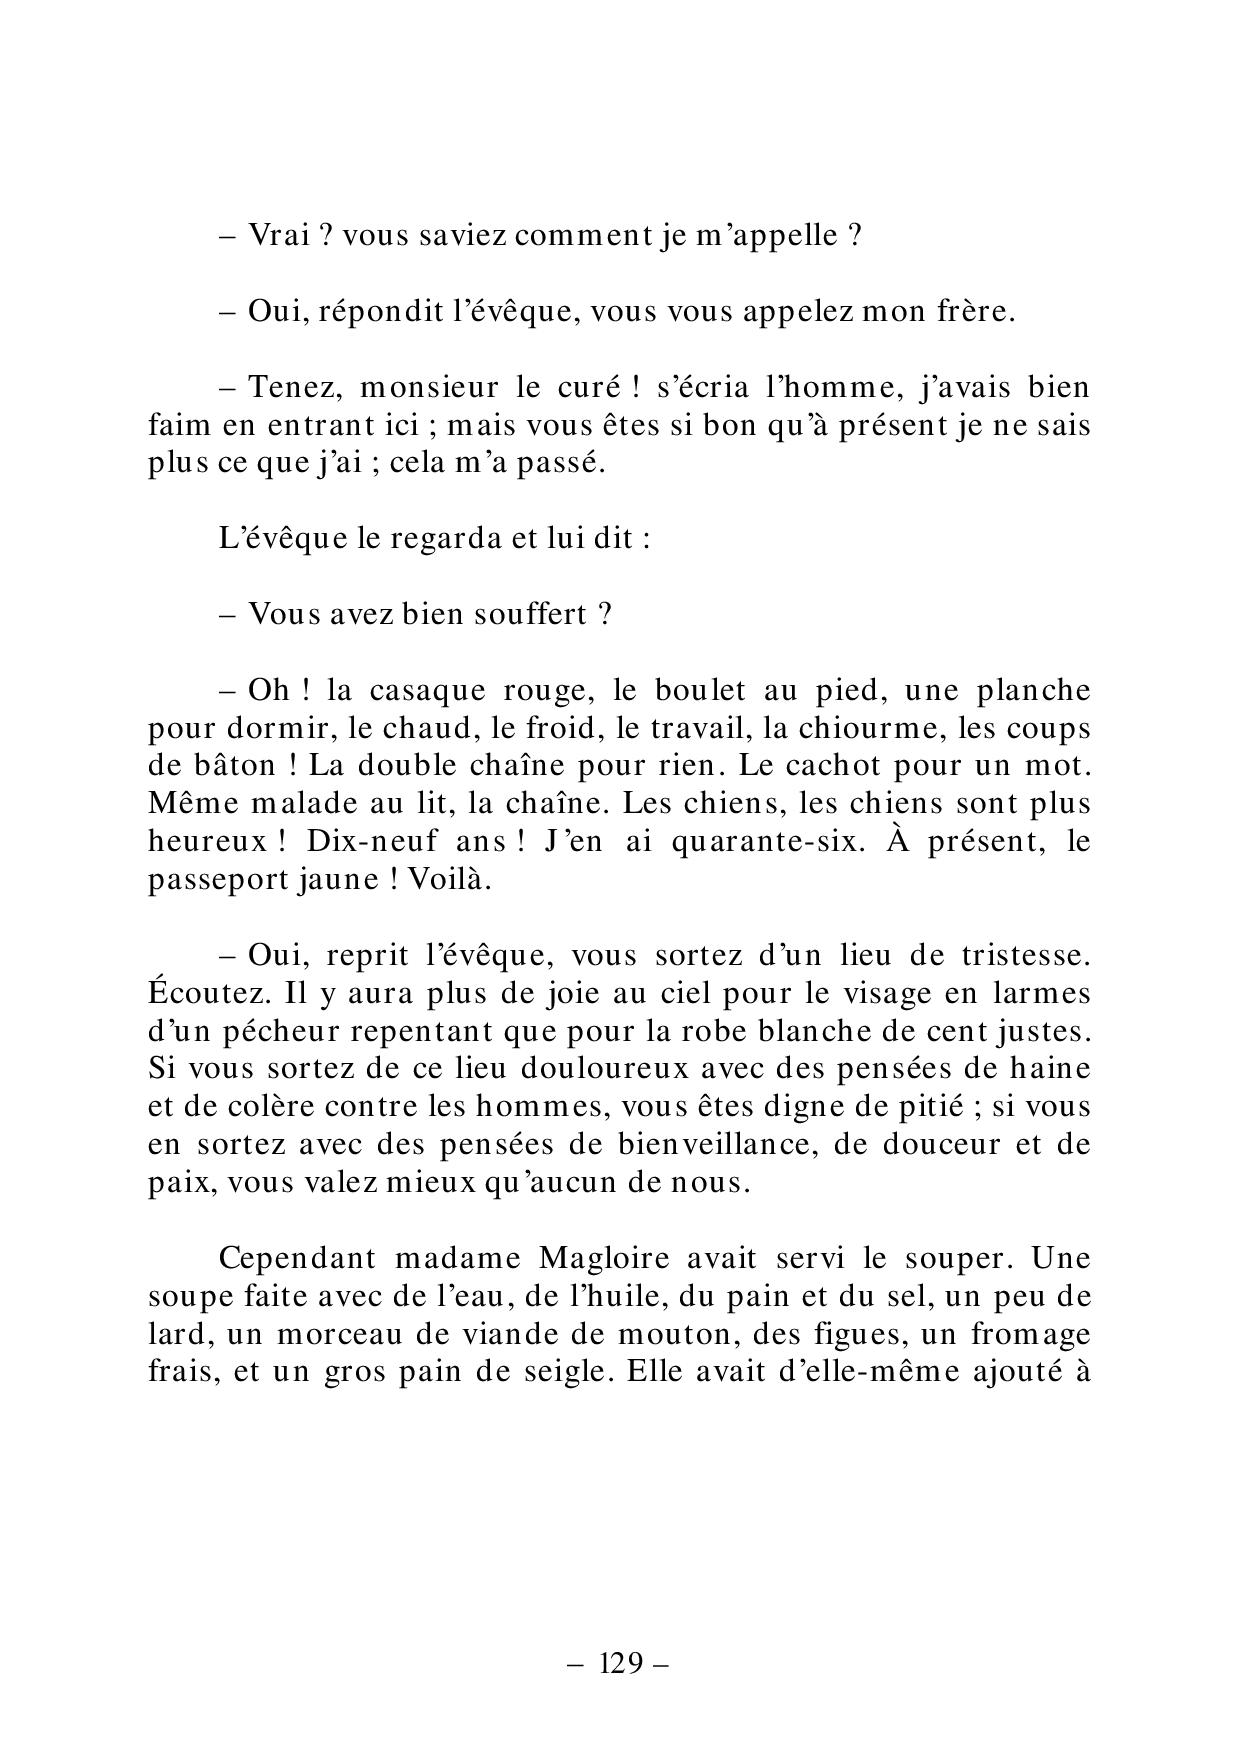 – Vrai ? vous saviez comment je m’appelle ?
– Oui, répondit l’évêque, vous vous appelez mon frère.
– Tenez, monsieur le curé ! s’écria l’homme, j’avais bien
faim en entrant ici ; mais vous êtes si bon qu’à présent je ne sais
plus ce que j’ai ; cela m’a passé.
L’évêque le regarda et lui dit :
– Vous avez bien souffert ?
– Oh ! la casaque rouge, le boulet au pied, une planche
pour dormir, le chaud, le froid, le travail, la chiourme, les coups
de bâton ! La double chaîne pour rien. Le cachot pour un mot.
Même malade au lit, la chaîne. Les chiens, les chiens sont plus
heureux ! Dix-neuf ans ! J’en ai quarante-six. À présent, le
passeport jaune ! Voilà.
– Oui, reprit l’évêque, vous sortez d’un lieu de tristesse.
Écoutez. Il y aura plus de joie au ciel pour le visage en larmes
d’un pécheur repentant que pour la robe blanche de cent justes.
Si vous sortez de ce lieu douloureux avec des pensées de haine
et de colère contre les hommes, vous êtes digne de pitié ; si vous
en sortez avec des pensées de bienveillance, de douceur et de
paix, vous valez mieux qu’aucun de nous.
Cependant madame Magloire avait servi le souper. Une
soupe faite avec de l’eau, de l’huile, du pain et du sel, un peu de
lard, un morceau de viande de mouton, des figues, un fromage
frais, et un gros pain de seigle. Elle avait d’elle-même ajouté à
– 129 –